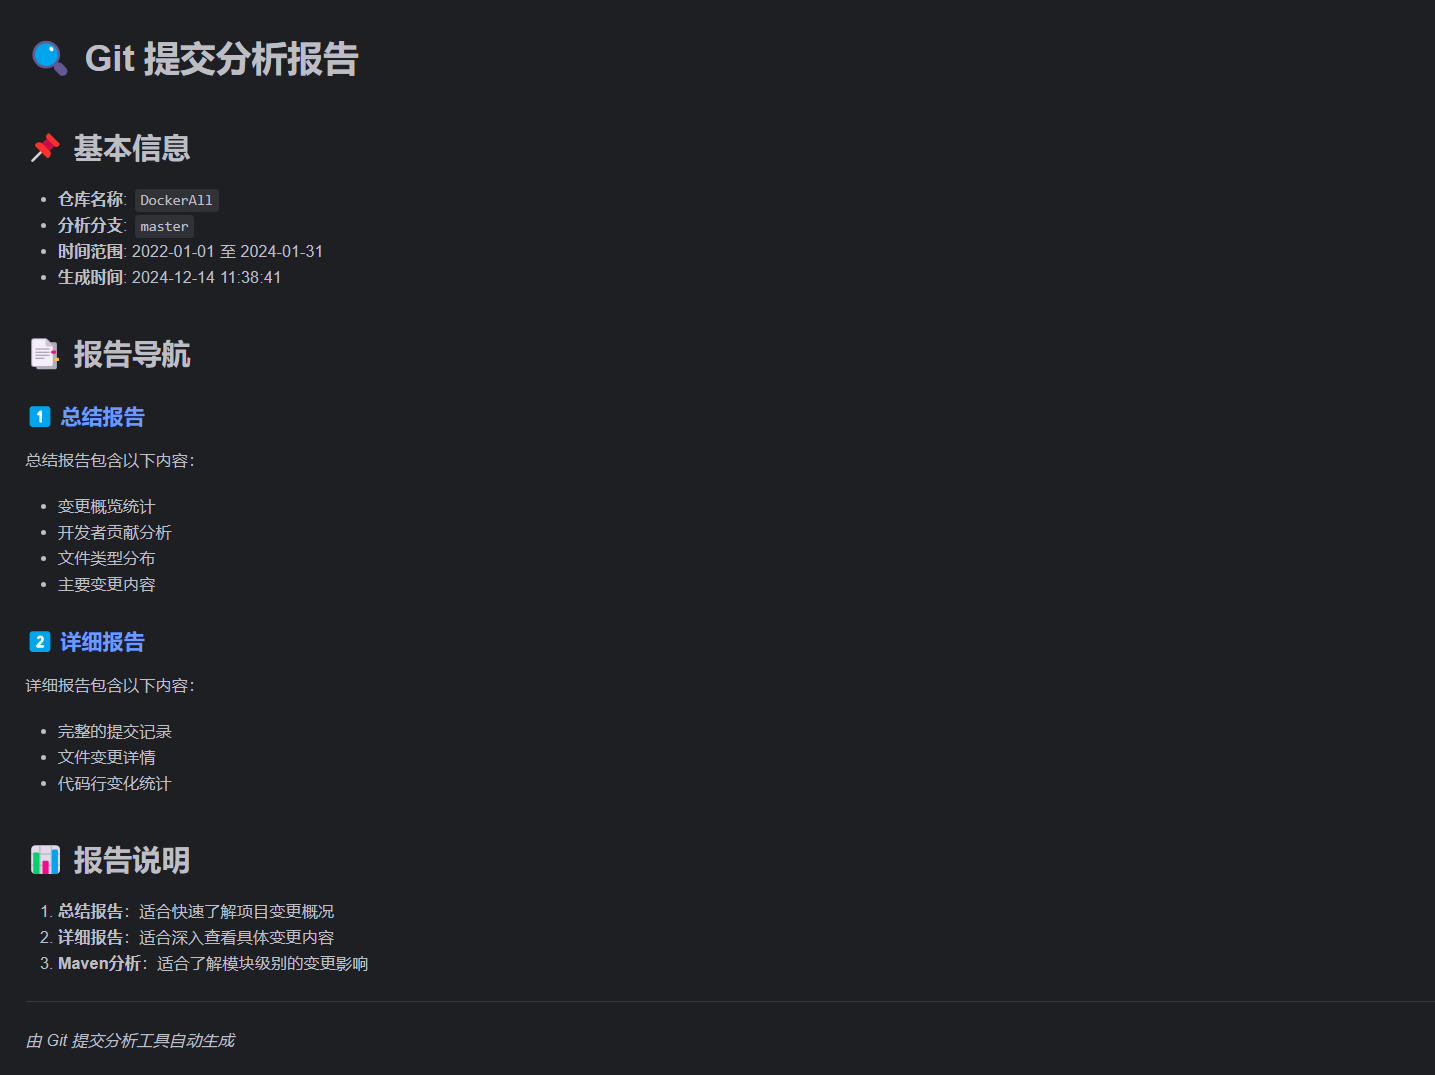 🔍 Git 提交分析报告
📌 基本信息
• 仓库名称: DockerAll
• 分析分支: master
• 时间范围: 2022-01-01 至 2024-01-31
• 生成时间: 2024-12-14 11:38:41
📑 报告导航
1️⃣ 总结报告
总结报告包含以下内容：
• 变更概览统计
• 开发者贡献分析
• 文件类型分布
• 主要变更内容
2️⃣ 详细报告
详细报告包含以下内容：
• 完整的提交记录
• 文件变更详情
• 代码行变化统计
📊 报告说明
1. 总结报告：适合快速了解项目变更概况
2. 详细报告：适合深入查看具体变更内容
3. Maven分析：适合了解模块级别的变更影响
由 Git 提交分析工具自动生成